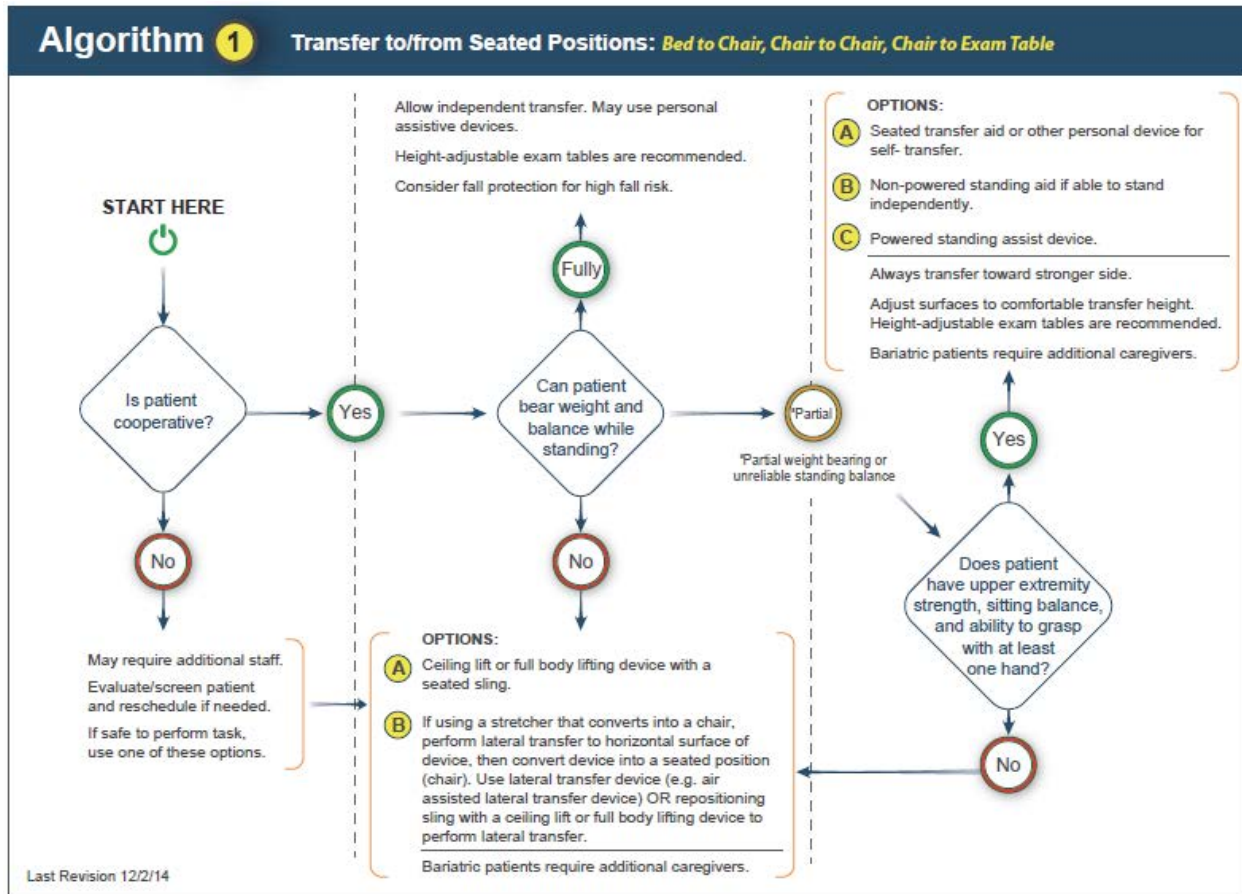 Algorithm 1 Transfer to/from Seated Positions: Bed to Chair, Chair to Chair, Chair to Exam Table
START HERE
Is patient
cooperative?
Yes
No
May require additional staff.
Evaluate/screen patient
and reschedule if needed.
If safe to perform task,
use one of these options.
Allow independent transfer. May use personal
assistive devices.
Height-adjustable exam tables are recommended.
Consider fall protection for high fall risk.
Fully
Can patient
bear weight and
balance while
standing?
No
OPTIONS:
A Ceiling lift or full body lifting device with a
seated sling.
B If using a stretcher that converts into a chair,
perform lateral transfer to horizontal surface of
device, then convert device into a seated position
(chair). Use lateral transfer device (e.g. air
assisted lateral transfer device) OR repositioning
sling with a ceiling lift or full body lifting device to
perform lateral transfer.
Bariatric patients require additional caregivers.
*Partial
*Partial weight bearing or
unreliable standing balance
OPTIONS:
A Seated transfer aid or other personal device for
self- transfer.
B Non-powered standing aid if able to stand
independently.
C Powered standing assist device.
Always transfer toward stronger side.
Adjust surfaces to comfortable transfer height.
Height-adjustable exam tables are recommended.
Bariatric patients require additional caregivers.
Yes
Does patient
have upper extremity
strength, sitting balance,
and ability to grasp
with at least
one hand?
No
Last Revision 12/2/14